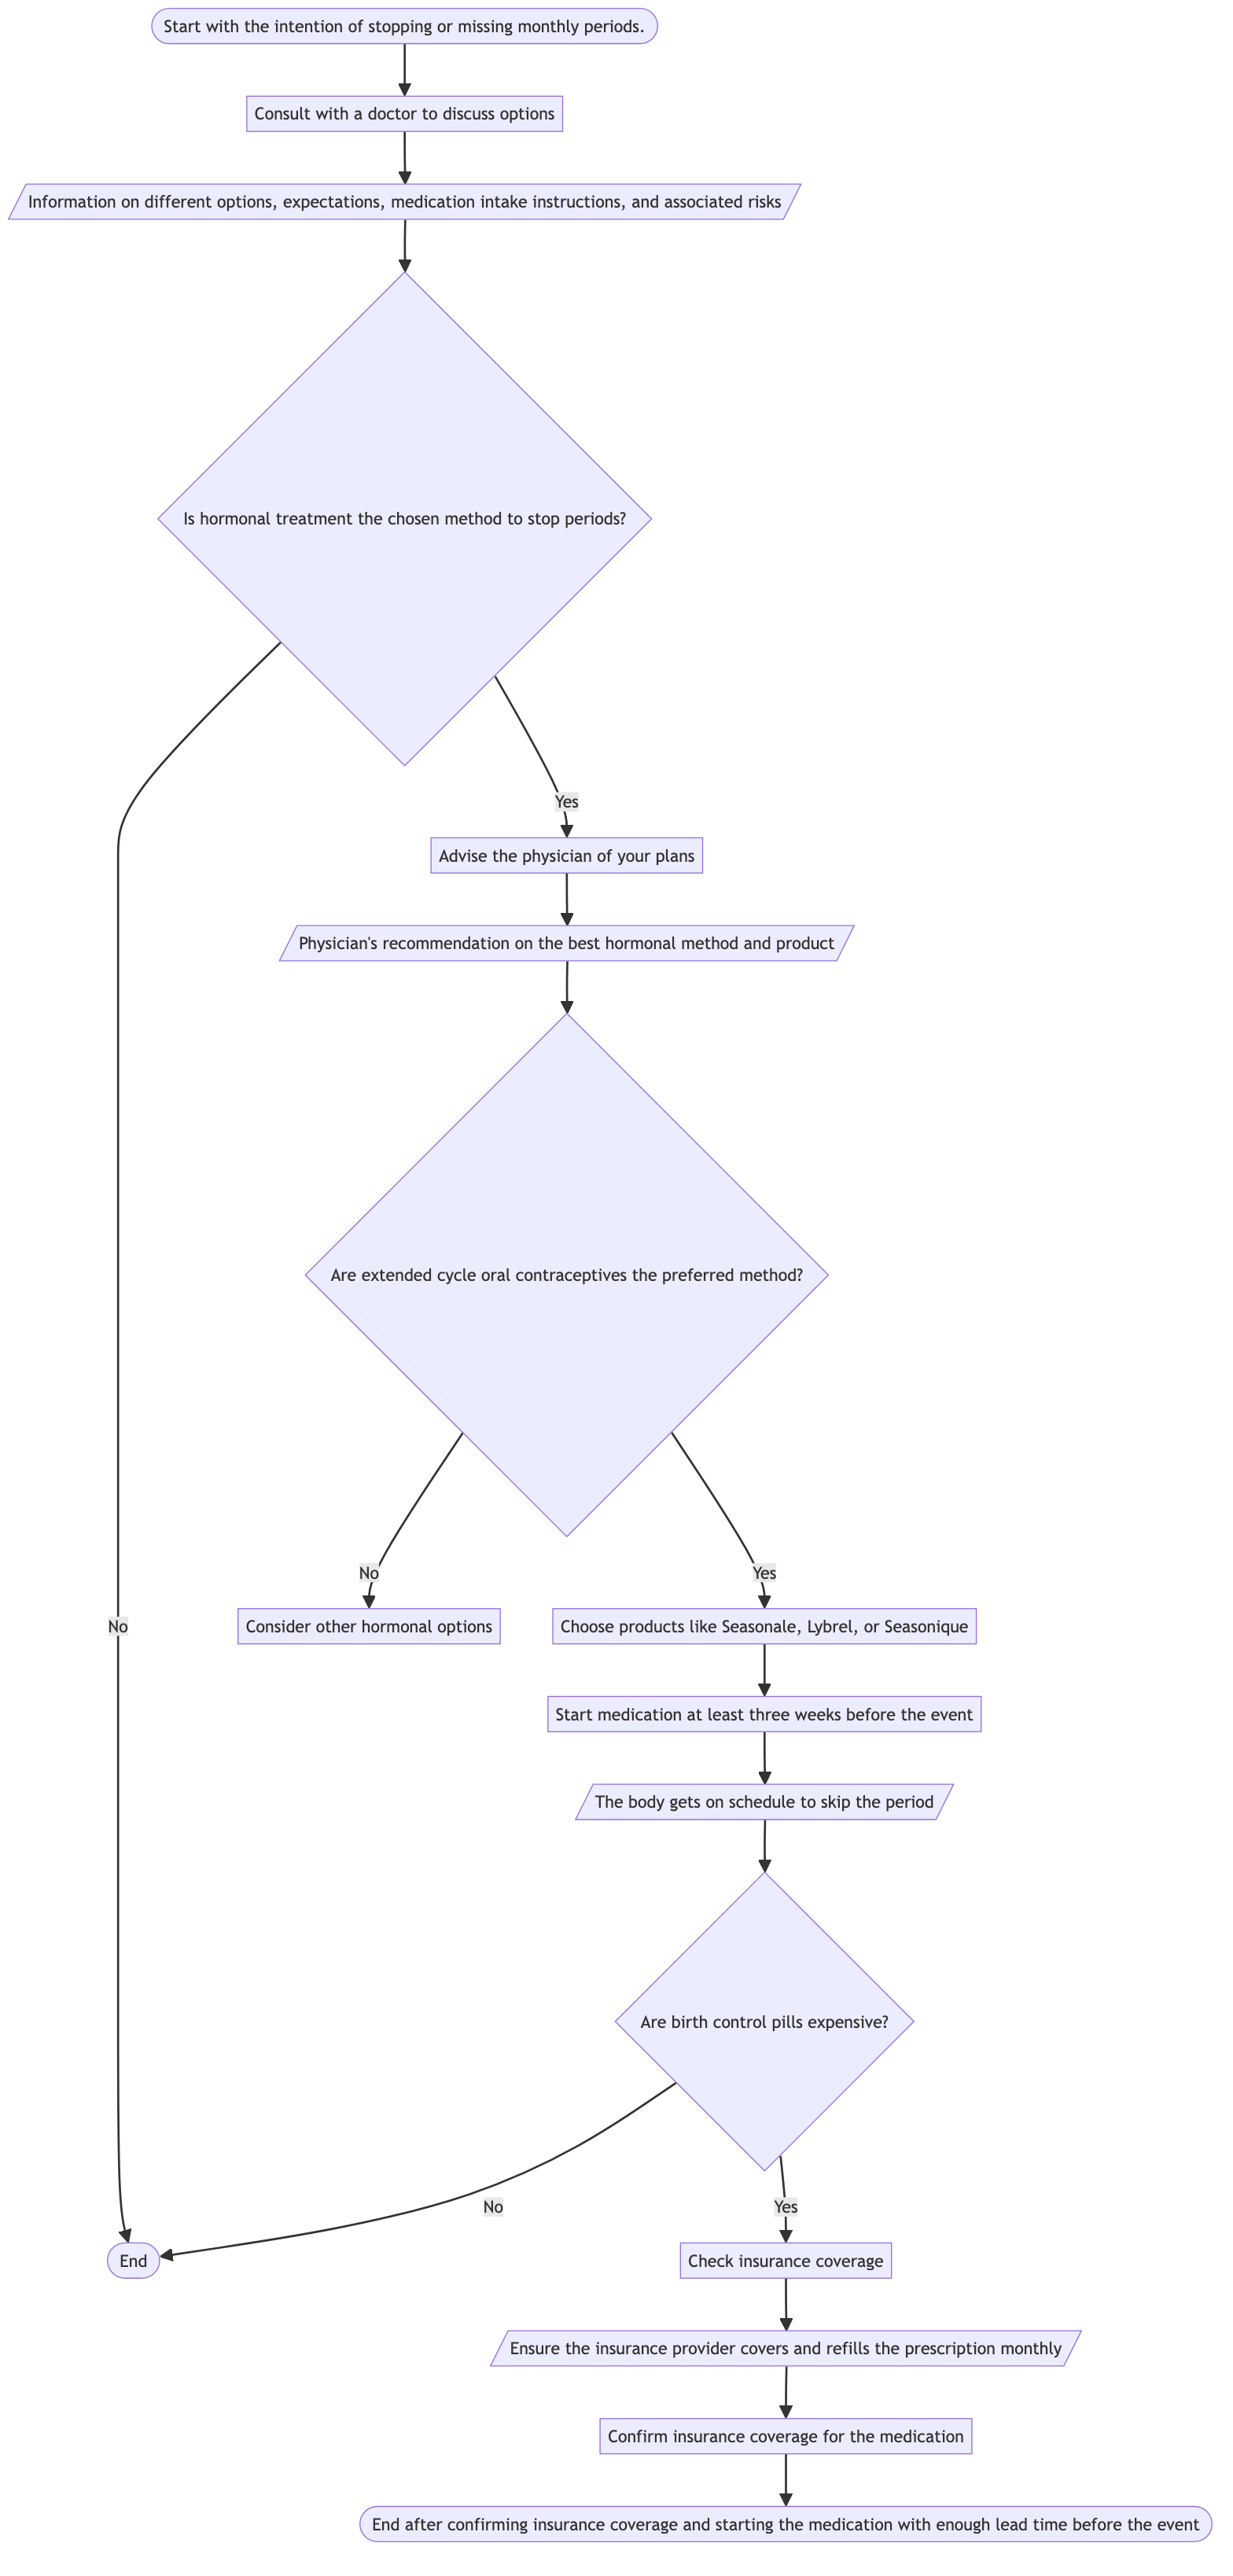 Start with the intention of stopping or missing monthly periods.
Consult with a doctor to discuss options
Information on different options, expectations, medication intake instructions, and associated risks
Is hormonal treatment the chosen method to stop periods?
Yes
Advise the physician of your plans
Physician's recommendation on the best hormonal method and product
Are extended cycle oral contraceptives the preferred method?
No
Yes
No
Consider other hormonal options
Choose products like Seasonale, Lybrel, or Seasonique
Start medication at least three weeks before the event
The body gets on schedule to skip the period
Are birth control pills expensive?
No
Yes
End
Check insurance coverage
Ensure the insurance provider covers and refills the prescription monthly
Confirm insurance coverage for the medication
End after confirming insurance coverage and starting the medication with enough lead time before the event